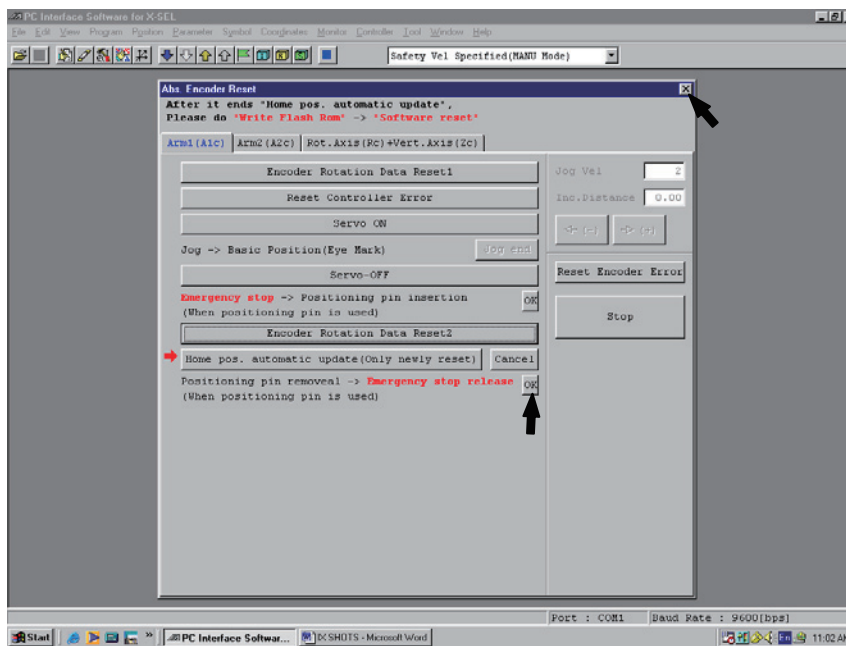 PC Interface Software for X-SEL
File Edit View Program Position Parameter Symbol Coordinates Monitor Controller Tool Window Help
Safety Vel Specified(MANU Mode)
Abs. Encoder Reset
After it ends "Home pos. automatic update",
Please do "Write Flash Rom" -> "Software reset"
Arm1(A1c) Arm2(A2c) Rot.Axis(Rc)+Vert.Axis(Zc)
Encoder Rotation Data Reset1
Jog Vel 2
Reset Controller Error
Inc.Distance 0.00
Servo ON
<-(-) ->(+)
Jog -> Basic Position(Eye Mark) Jog end
Servo-OFF
Reset Encoder Error
Emergency stop -> Positioning pin insertion OK
(When positioning pin is used)
Stop
Encoder Rotation Data Reset2
Home pos. automatic update(Only newly reset) Cancel
Positioning pin removeal -> Emergency stop release OK
(When positioning pin is used)
Port : COM1 Baud Rate : 9600[bps]
Start » PC Interface Softwar... IX SHOTS - Microsoft Word En 11:02 AM